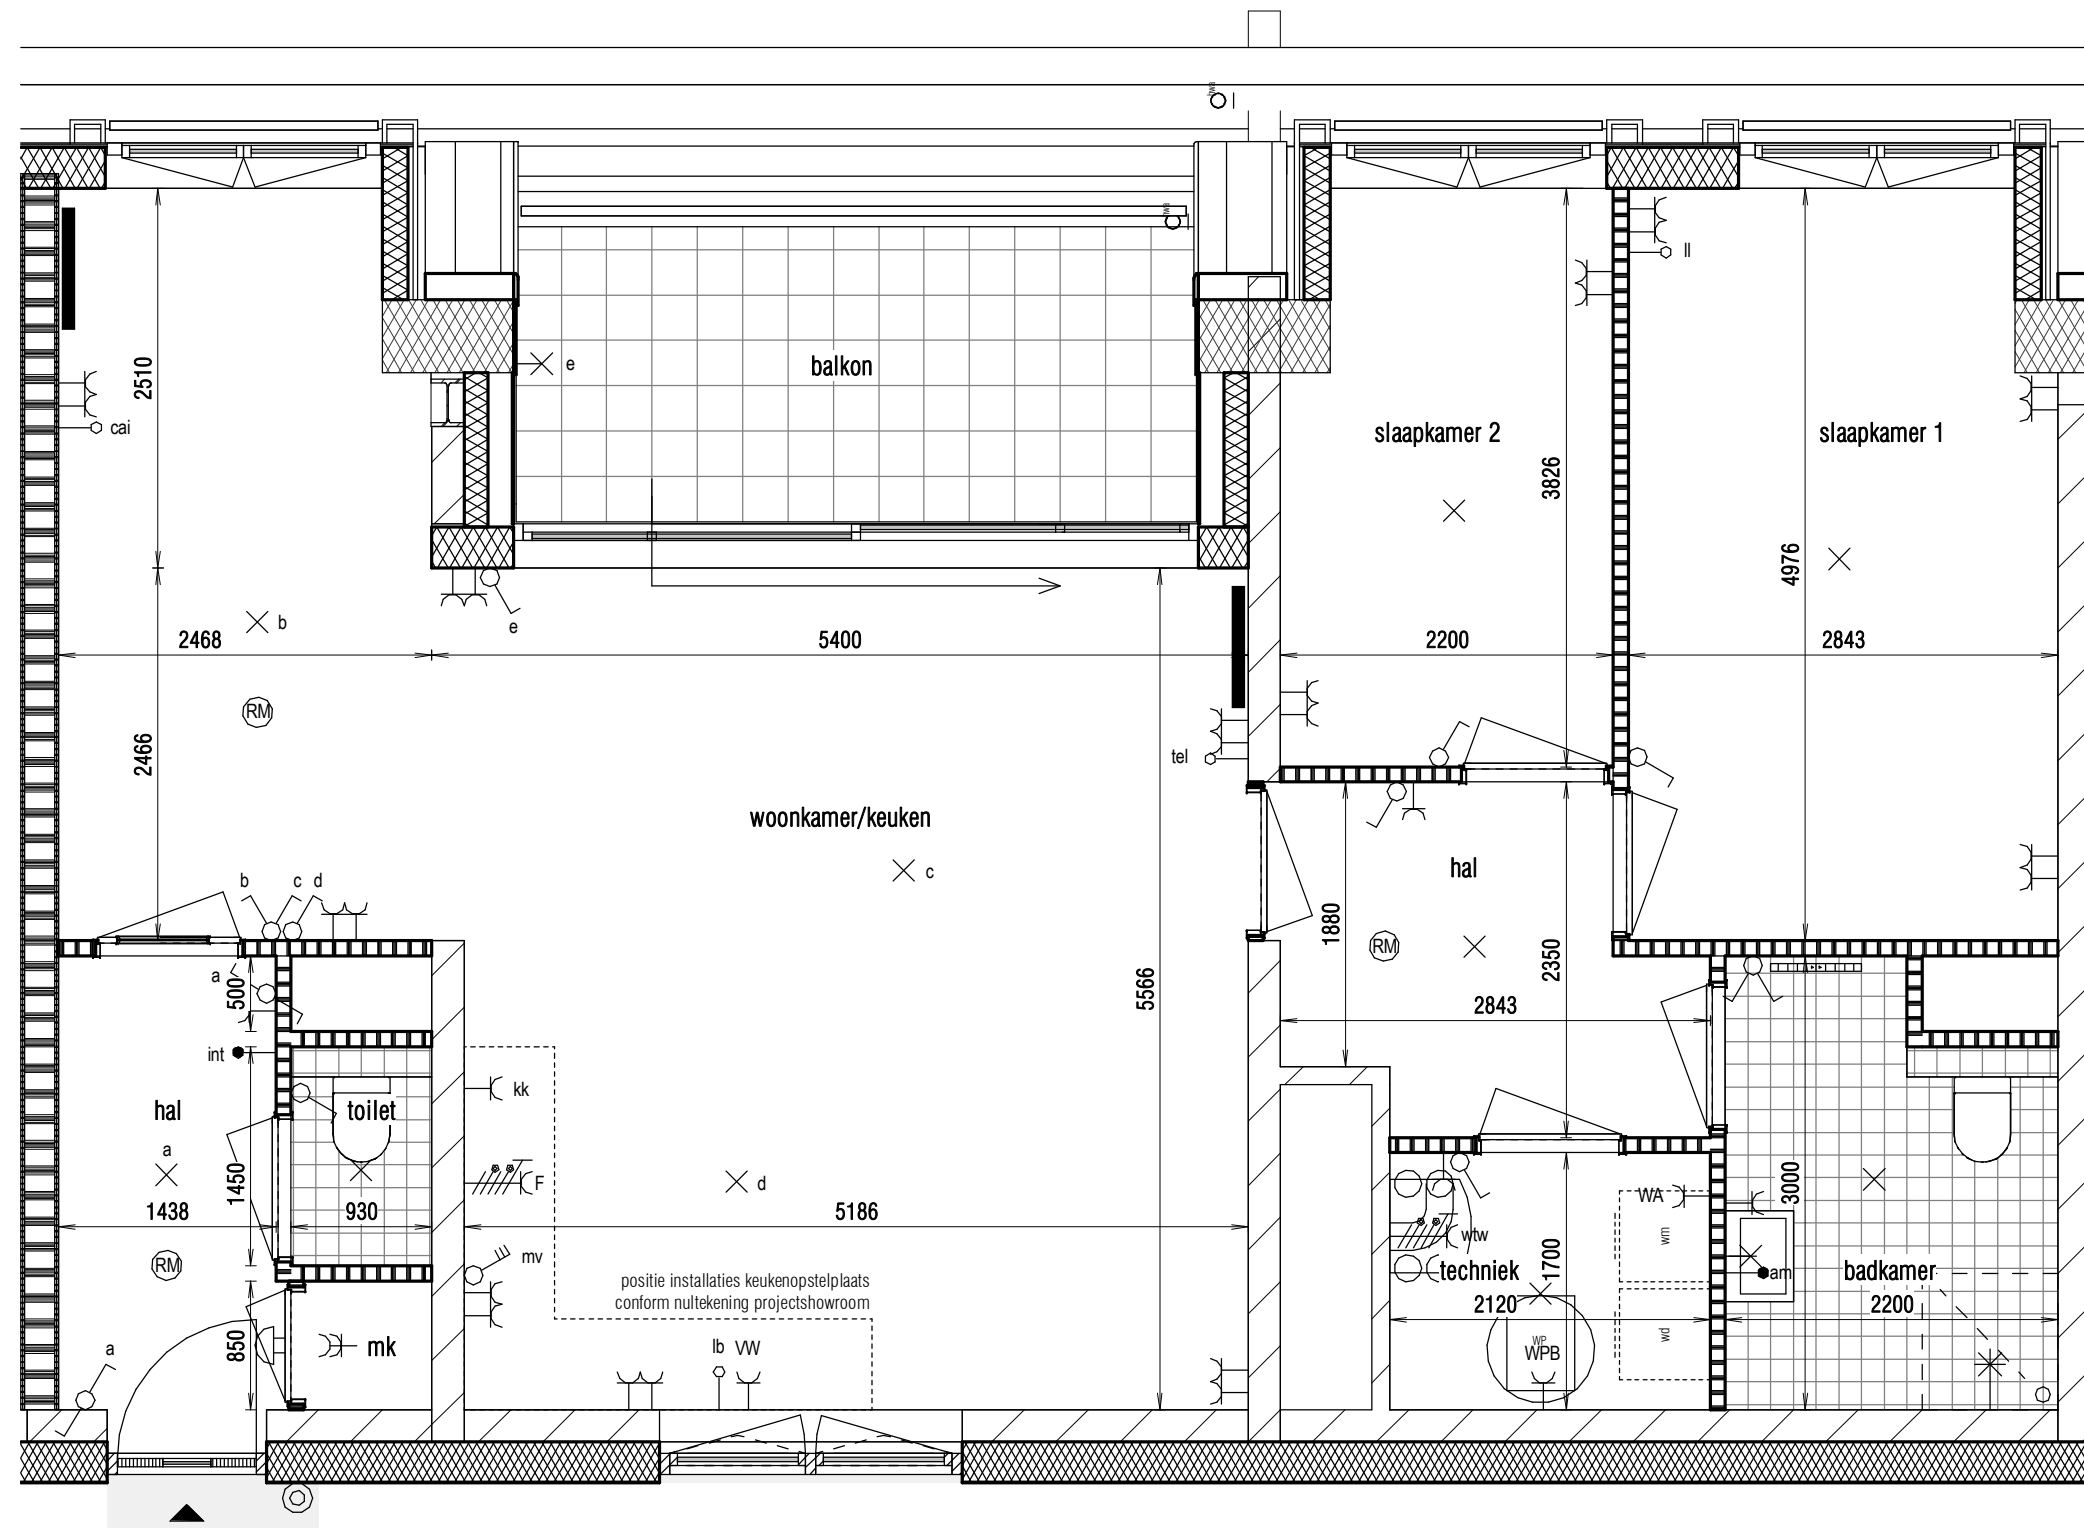 hwa
hwa
ll
balkon
e
2510
cai
slaapkamer 2
slaapkamer 1
3826
4976
b
e
2468
5400
2200
2843
RM
2466
tel
woonkamer/keuken
c
hal
b
c
d
1880
RM
2350
5566
a
500
2843
int
kk
hal
toilet
a
1450
F
d
WA
3000
1438
930
5186
wtw
wm
RM
mv
positie installaties keukenopstelplaats
conform nultekening projectshowroom
techniek
1700
am
badkamer
2120
2200
850
mk
a
lb
VW
WP
WPB
wd